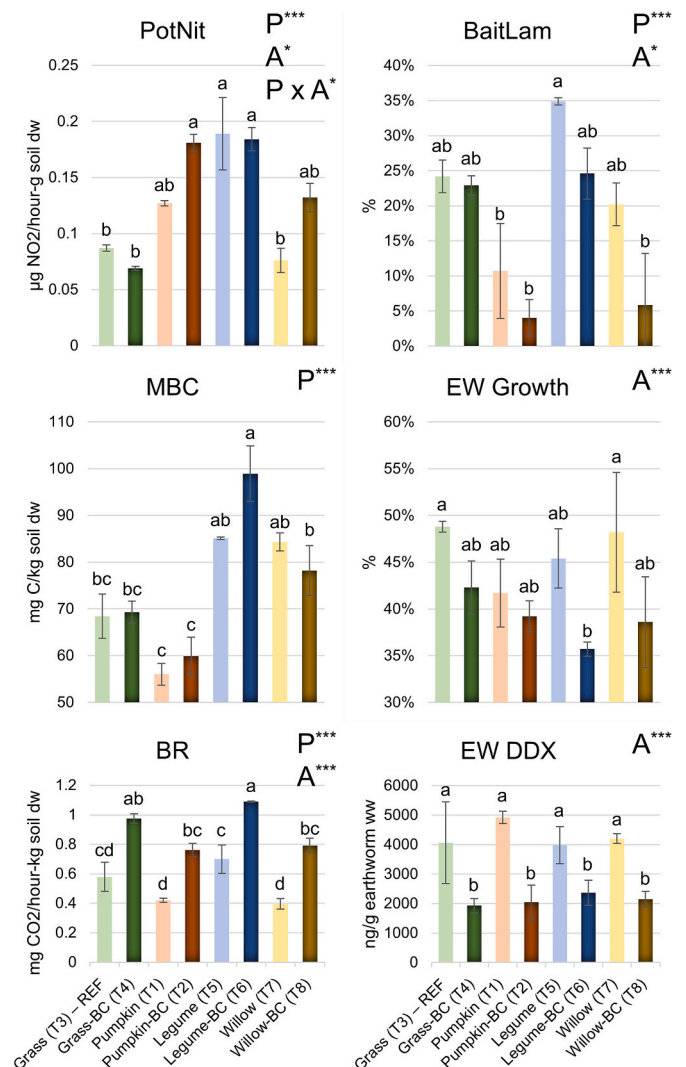 PotNit
P***
A*
P x A*
µg NO2/hour-g soil dw
0.25
0.2
0.15
0.1
0.05
0
b
b
ab
a
a
a
b
ab
BaitLam
P***
A*
%
40%
35%
30%
25%
20%
15%
10%
5%
0%
ab
ab
b
b
a
ab
ab
b
MBC
P***
mg C/kg soil dw
110
100
90
80
70
60
50
bc
bc
c
c
ab
a
ab
b
EW Growth
A***
%
60%
55%
50%
45%
40%
35%
30%
a
ab
ab
ab
ab
b
a
ab
BR
P***
A***
mg CO2/hour-kg soil dw
1.2
1
0.8
0.6
0.4
0.2
0
cd
ab
d
bc
c
a
d
bc
Grass (T3) – REF
Grass-BC (T4)
Pumpkin (T1)
Pumpkin-BC (T2)
Legume (T5)
Legume-BC (T6)
Willow (T7)
Willow-BC (T8)
EW DDX
A***
ng/g earthworm ww
6000
5000
4000
3000
2000
1000
0
a
b
a
b
a
b
a
b
Grass (T3) – REF
Grass-BC (T4)
Pumpkin (T1)
Pumpkin-BC (T2)
Legume (T5)
Legume-BC (T6)
Willow (T7)
Willow-BC (T8)